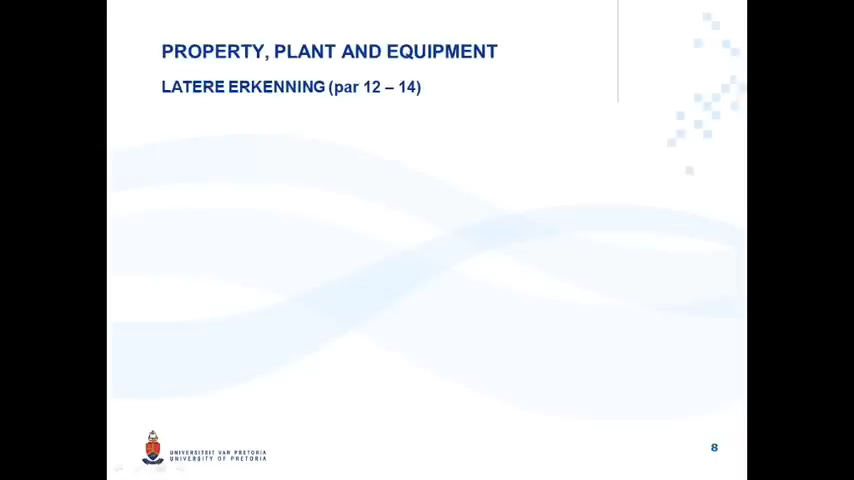 PROPERTY, PLANT AND EQUIPMENT
LATERE ERKENNING (par 12 – 14)
UNIVERSITEIT VAN PRETORIA
UNIVERSITY OF PRETORIA
8